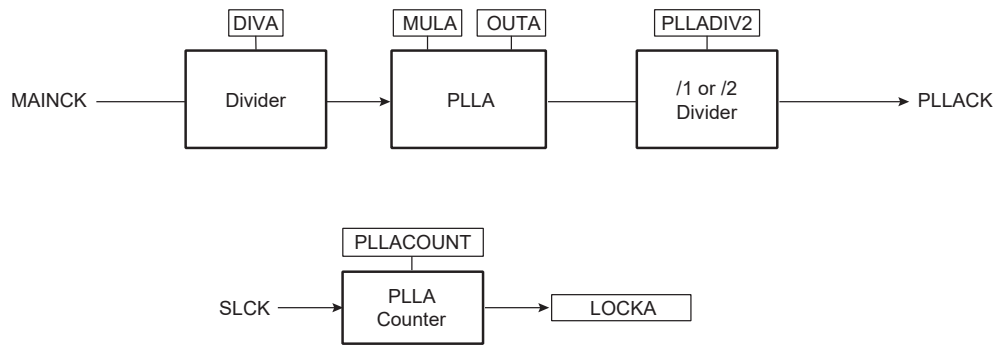 DIVA
MULA
OUTA
PLLADIV2
MAINCK
Divider
PLLA
/1 or /2
Divider
PLLACK
PLLACOUNT
SLCK
PLLA
Counter
LOCKA